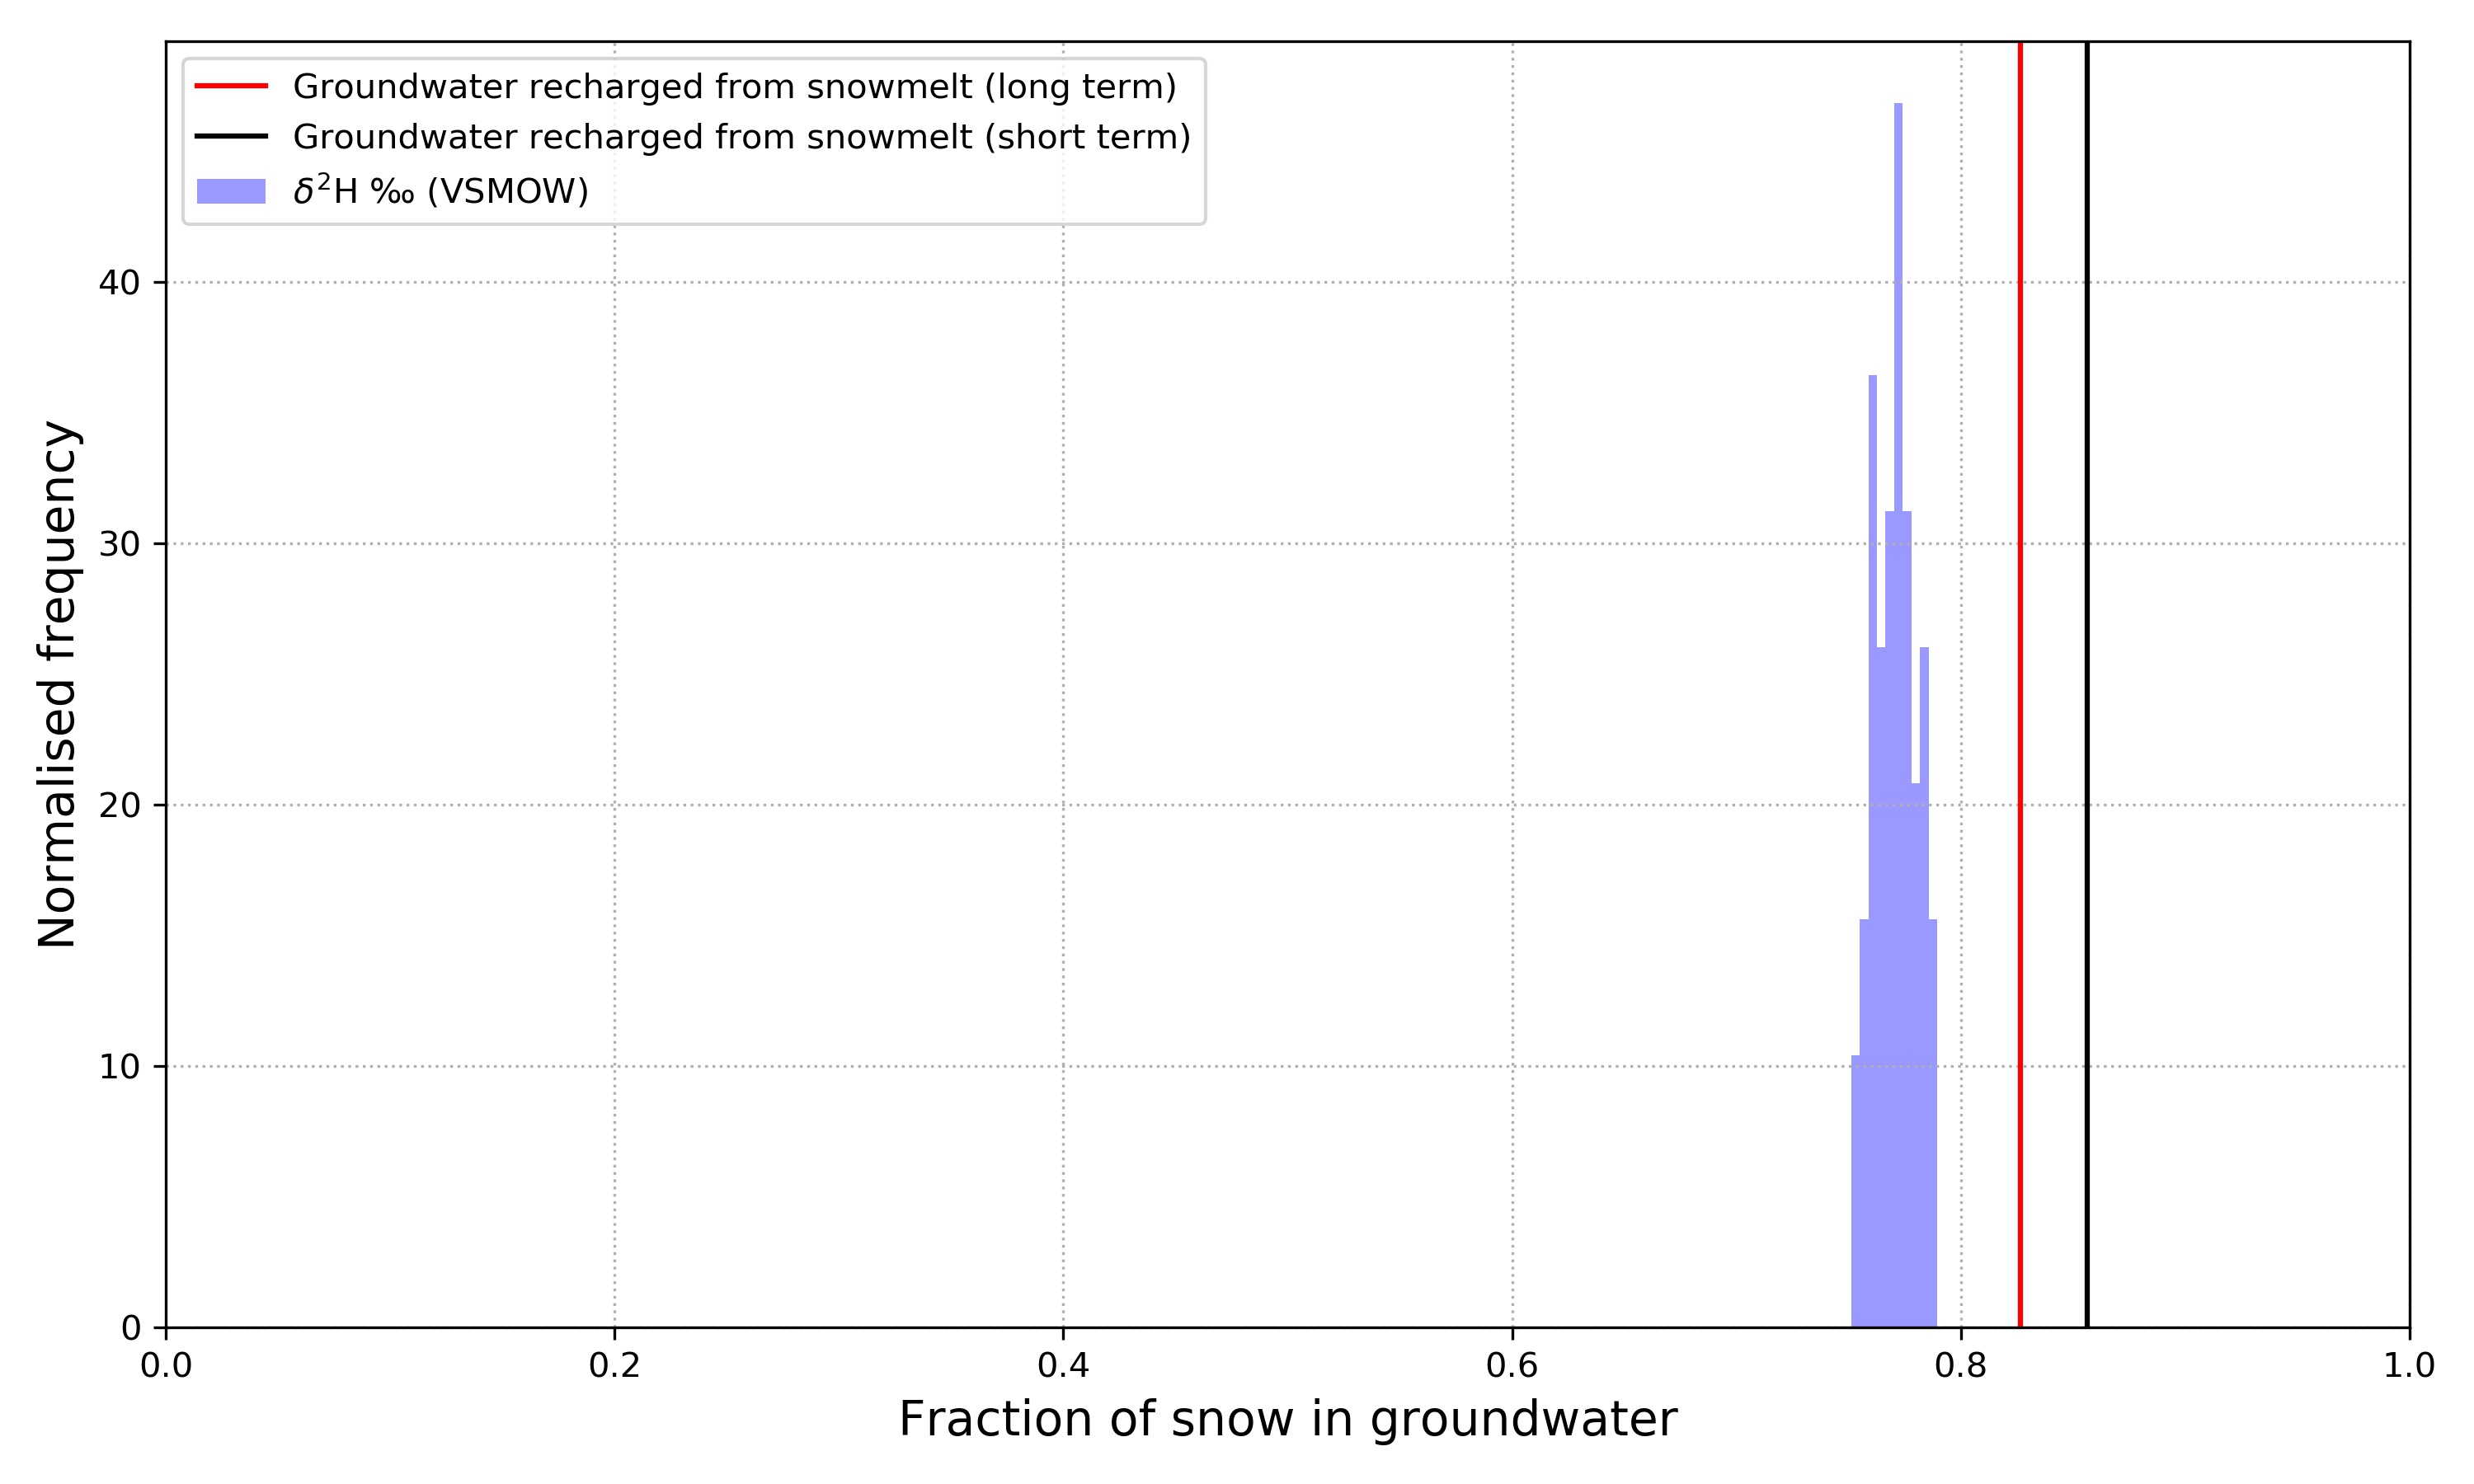 Groundwater recharged from snowmelt (long term)
Groundwater recharged from snowmelt (short term)
δ²H ‰ (VSMOW)
Normalised frequency
40
30
20
10
0
0.0 0.2 0.4 0.6 0.8 1.0
Fraction of snow in groundwater